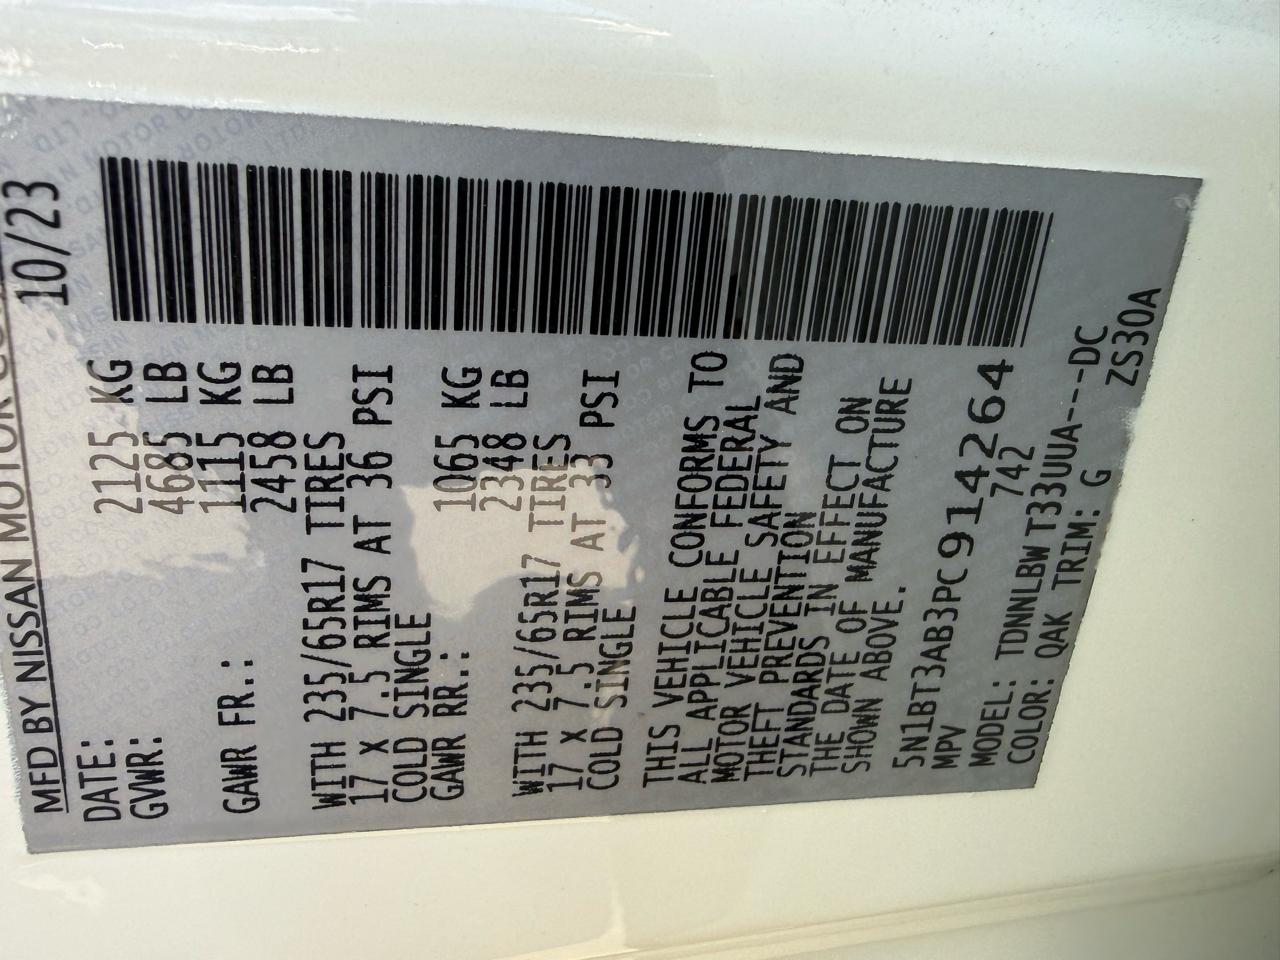 MFD BY NISSAN MOTOR CO
DATE: 10/23
GVWR: 2125 KG
4685 LB
GAWR FR.: 1115 KG
2458 LB
WITH 235/65R17 TIRES
17 X 7.5 RIMS AT 36 PSI
COLD SINGLE
GAWR RR.: 1065 KG
2348 LB
WITH 235/65R17 TIRES
17 X 7.5 RIMS AT 33 PSI
COLD SINGLE
THIS VEHICLE CONFORMS TO
ALL APPLICABLE FEDERAL
MOTOR VEHICLE SAFETY AND
THEFT PREVENTION
STANDARDS IN EFFECT ON
THE DATE OF MANUFACTURE
SHOWN ABOVE.
5N1BT3AB3PC914264
MPV 742
MODEL: TDNNLBW T33UUA---DC
COLOR: QAK TRIM: G ZS30A